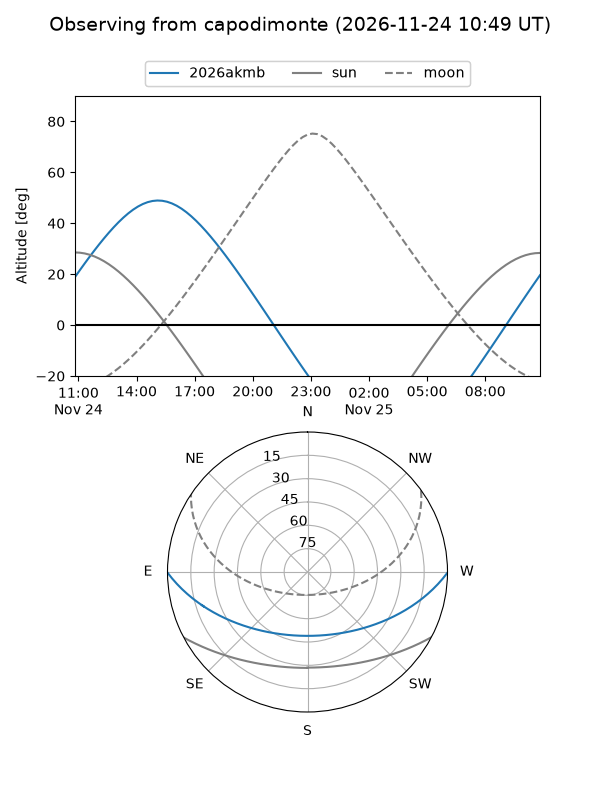 Observing from capodimonte (2026-11-24 10:49 UT)
2026akmb sun moon
Altitude [deg]
80
60
40
20
0
−20
11:00 14:00 17:00 20:00 23:00 02:00 05:00 08:00
Nov 24 Nov 25
N
NE NW
15
30
45
60
75
E W
SE SW
S